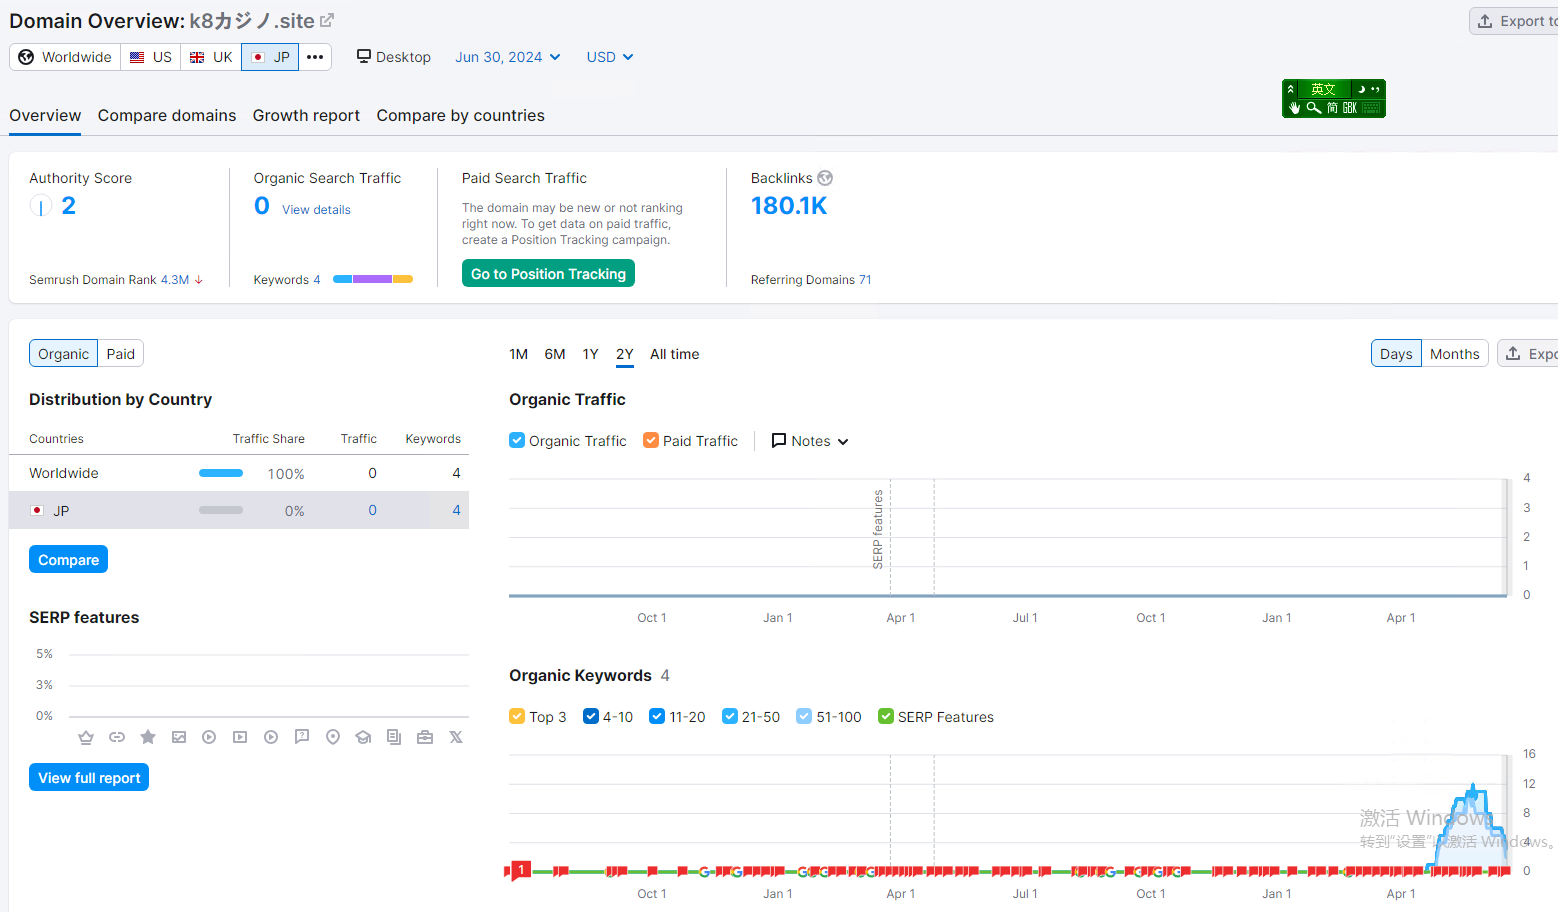 Domain Overview: k8カジノ.site
Export to
Worldwide US UK JP ••• Desktop Jun 30, 2024 USD
英文
简 GBK
Overview Compare domains Growth report Compare by countries
Authority Score
2
Semrush Domain Rank 4.3M ↓
Organic Search Traffic
0 View details
Keywords 4
Paid Search Traffic
The domain may be new or not ranking
right now. To get data on paid traffic,
create a Position Tracking campaign.
Go to Position Tracking
Backlinks
180.1K
Referring Domains 71
Organic Paid
Distribution by Country
Countries Traffic Share Traffic Keywords
Worldwide 100% 0 4
JP 0% 0 4
Compare
SERP features
5%
3%
0%
View full report
1M 6M 1Y 2Y All time
Days Months Expo
Organic Traffic
Organic Traffic Paid Traffic Notes
SERP features
4
3
2
1
0
Oct 1 Jan 1 Apr 1 Jul 1 Oct 1 Jan 1 Apr 1
Organic Keywords 4
Top 3 4-10 11-20 21-50 51-100 SERP Features
16
12
8
4
0
1
Oct 1 Jan 1 Apr 1 Jul 1 Oct 1 Jan 1 Apr 1
激活 Windows
转到"设置"以激活 Windows。